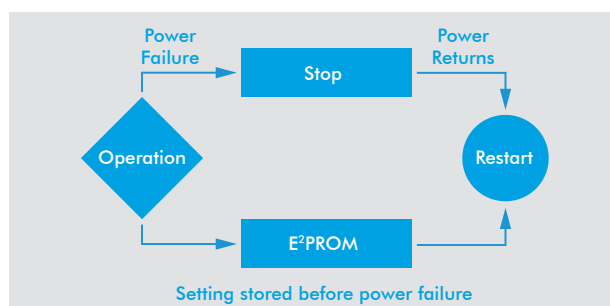 Power
Failure
Stop
Power
Returns
Operation
Restart
E²PROM
Setting stored before power failure